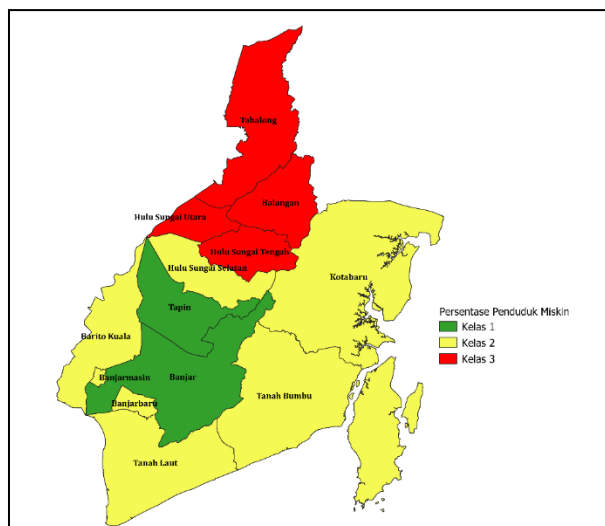 Tabalong
Balangan
Hulu Sungai Utara
Hulu Sungai Tengah
Hulu Sungai Selatan
Kotabaru
Tapin
Persentase Penduduk Miskin
Kelas 1
Kelas 2
Kelas 3
Barito Kuala
Banjarmasin
Banjar
Tanah Bumbu
Banjarbaru
Tanah Laut